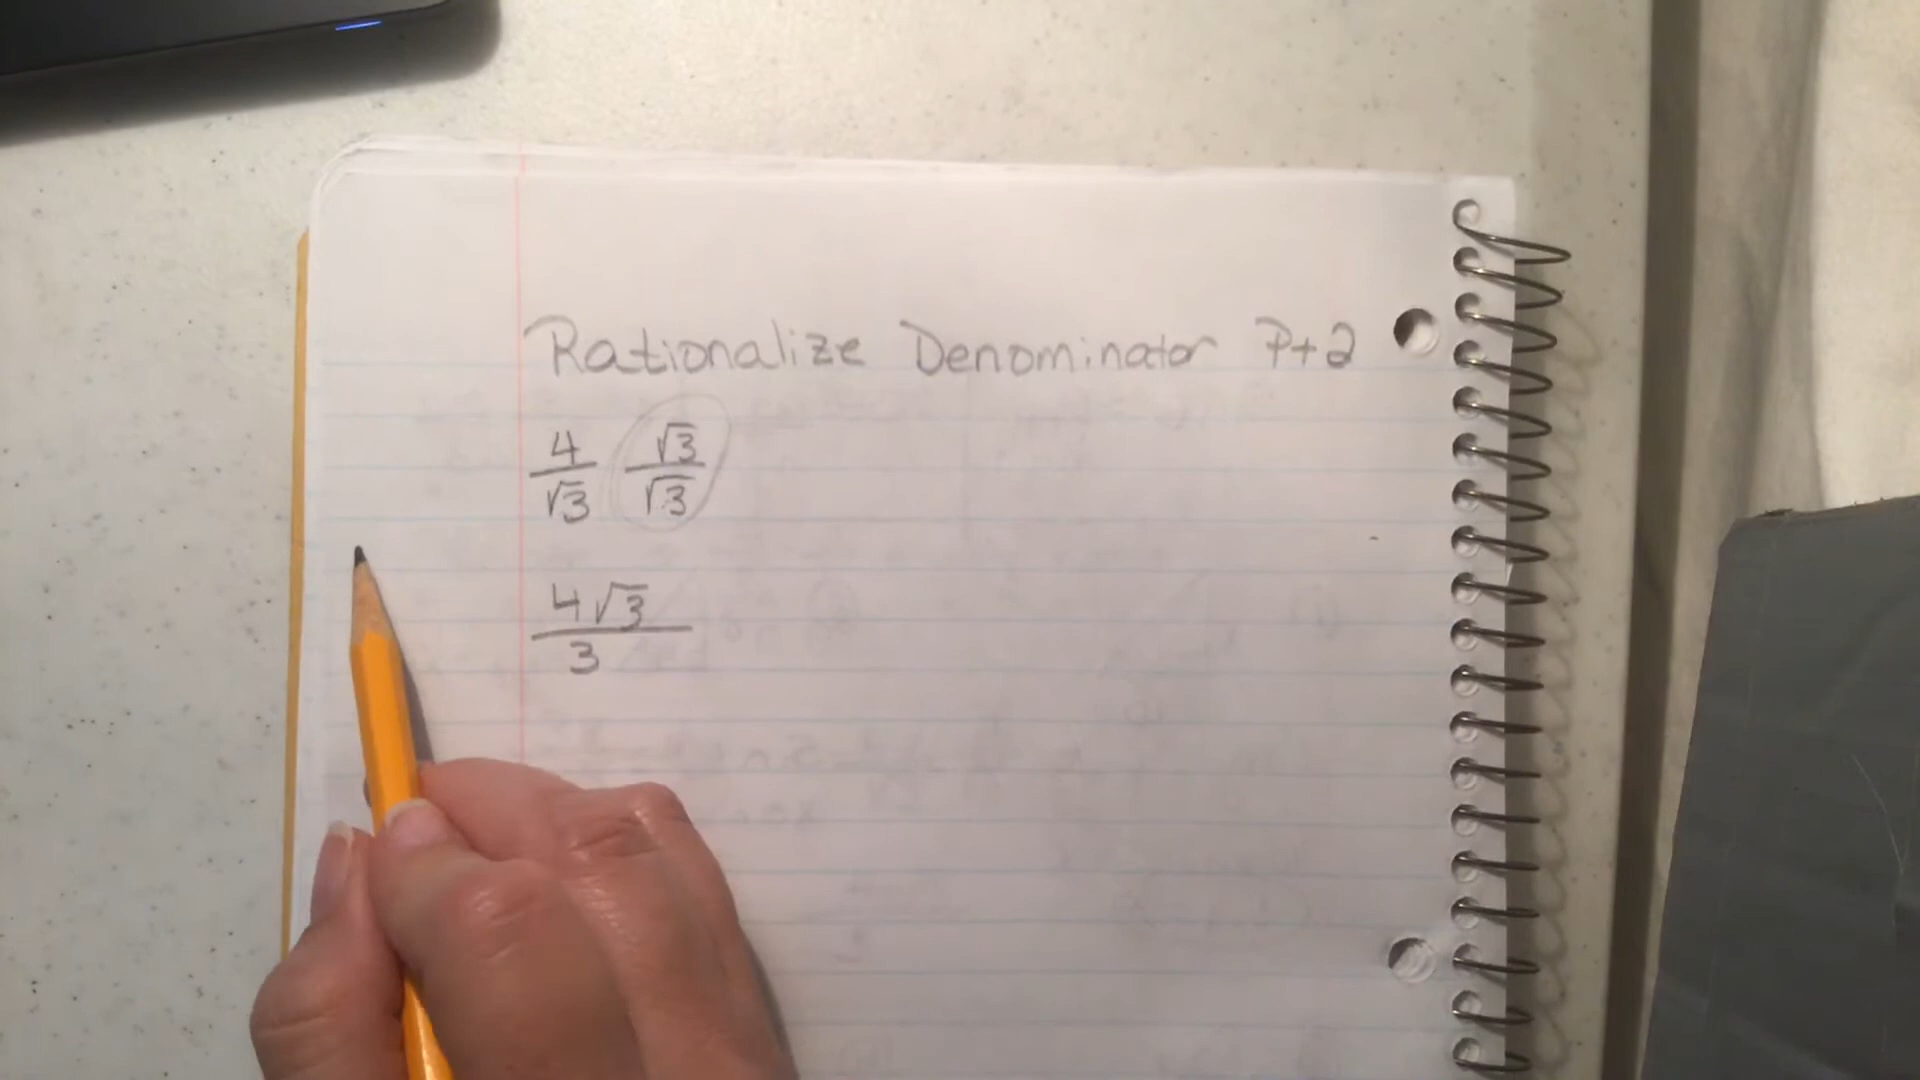 Rationalize Denominator Pt 2
4/√3 √3/√3
4√3/3